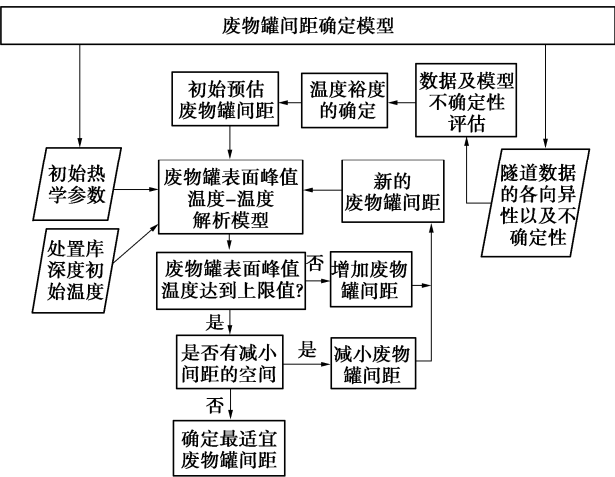 废物罐间距确定模型
初始预估
废物罐间距
温度裕度
的确定
数据及模型
不确定性
评估
初始热
学参数
废物罐表面峰值
温度-温度
解析模型
新的
废物罐间距
隧道数据
的各向异
性以及不
确定性
处置库
深度初
始温度
废物罐表面峰值
温度达到上限值?
否
增加废物
罐间距
是
是否有减小
间距的空间
是
减小废物
罐间距
否
确定最适宜
废物罐间距